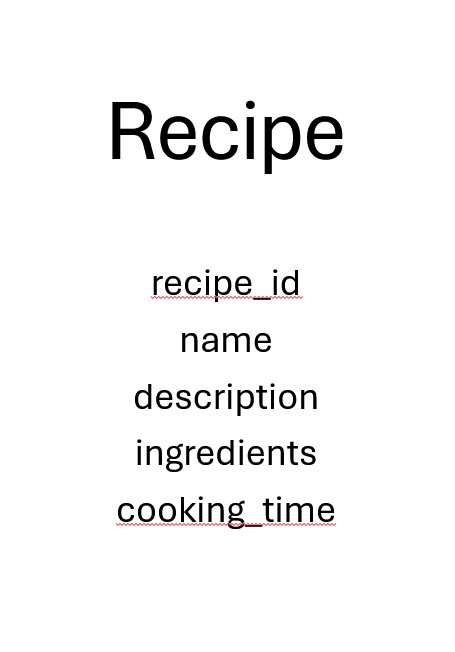 Recipe
recipe_id
name
description
ingredients
cooking_time